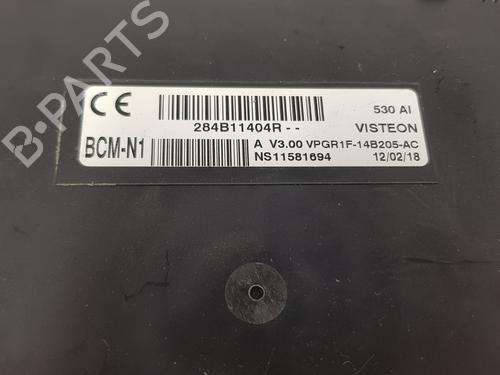 CE
530 AI
284B11404R - -
VISTEON
BCM-N1
A V3.00 VPGR1F-14B205-AC
NS11581694
12/02/18
B-PARTS